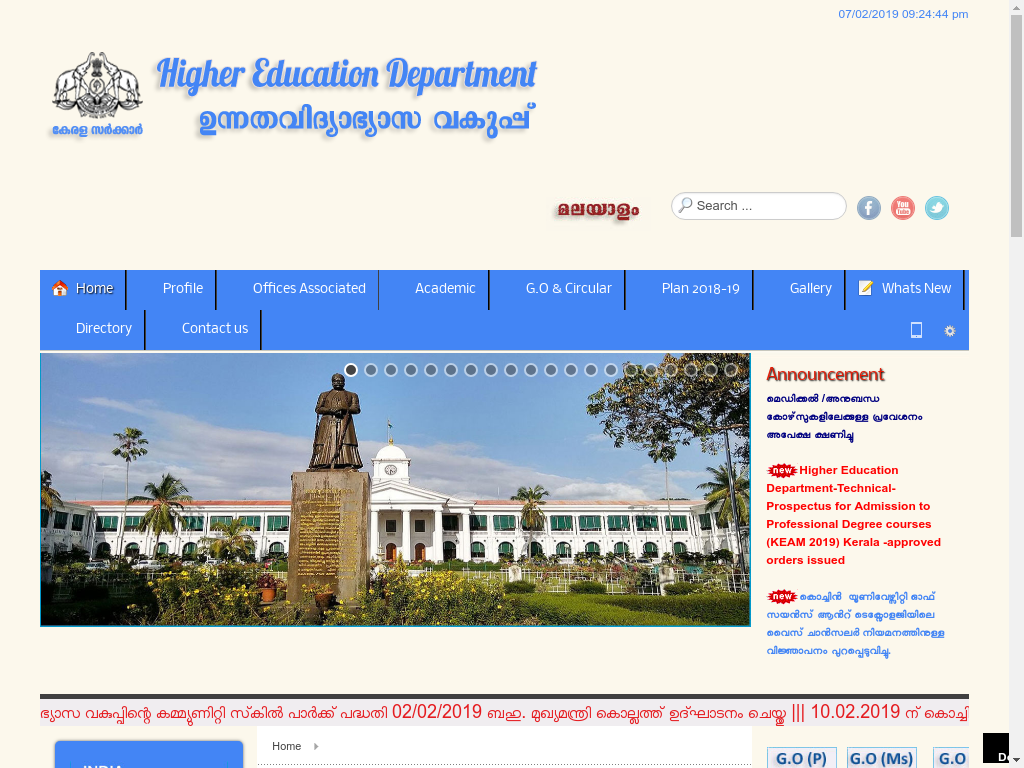 07/02/2019 09:24:44 pm
Higher Education Department
ഉന്നതവിദ്യാഭ്യാസ വകുപ്പ്
കേരള സർക്കാർ
മലയാളം
Search ...
Home Profile Offices Associated Academic G.O & Circular Plan 2018-19 Gallery Whats New
Directory Contact us
Announcement
മെഡിക്കൽ /അനുബന്ധ
കോഴ്സുകളിലേക്കുള്ള പ്രവേശനം
അപേക്ഷ ക്ഷണിച്ചു
new Higher Education
Department-Technical-
Prospectus for Admission to
Professional Degree courses
(KEAM 2019) Kerala -approved
orders issued
new കൊച്ചിൻ യൂണിവേഴ്സിറ്റി ഓഫ്
സയൻസ് ആൻറ് ടെക്നോളജിയിലെ
വൈസ് ചാൻസലർ നിയമനത്തിനുള്ള
വിജ്ഞാപനം പുറപ്പെടുവിച്ചു.
ഭ്യാസ വകുപ്പിന്റെ കമ്മ്യുണിറ്റി സ്കിൽ പാർക്ക് പദ്ധതി 02/02/2019 ബഹു. മുഖ്യമന്ത്രി കൊല്ലത്ത് ഉദ്ഘാടനം ചെയ്തു ||| 10.02.2019 ന് കൊച്ചി
Home
G.O (P) G.O (Ms) G.O
INDIA